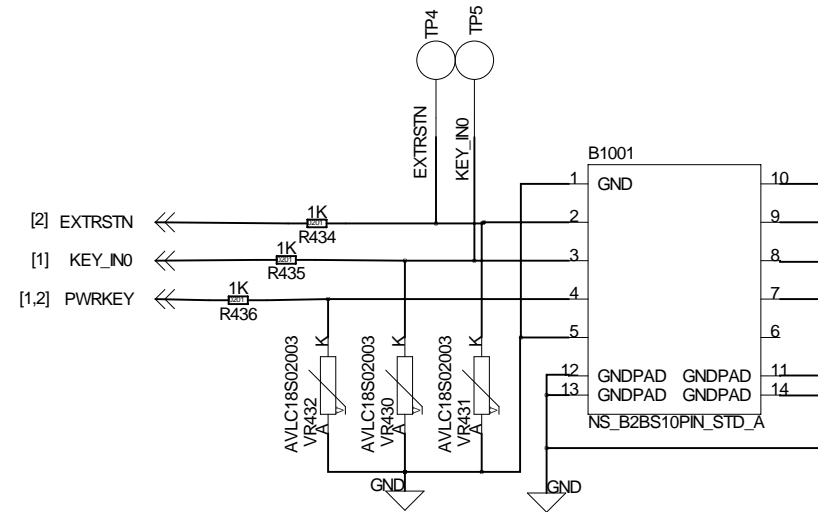 TP4
TP5
EXTRSTN
KEY_IN0
B1001
1 GND 10
[2] EXTRSTN 1K 2 9
R434
[1] KEY_IN0 1K 3 8
R435
[1,2] PWRKEY 1K 4 7
R436
5 6
12 GNDPAD GNDPAD 11
13 GNDPAD GNDPAD 14
NS_B2BS10PIN_STD_A
AVLC18S02003
VR432
K
A
AVLC18S02003
VR430
K
A
AVLC18S02003
VR431
K
A
GND
GND